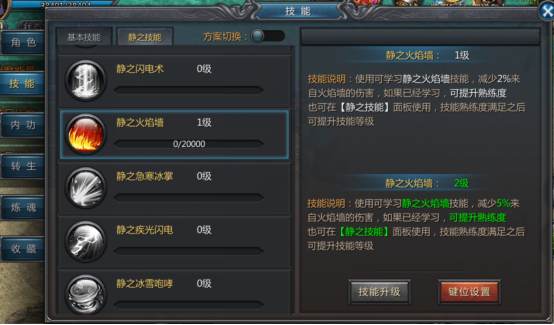 38401/38401
技 能
角 色
技 能
内 功
转 生
炼 魂
收 藏
基本技能
静之技能
方案切换：
静之闪电术 0级
静之火焰墙 1级
0/20000
静之急寒冰掌 0级
静之疾光闪电 0级
静之冰雪咆哮 0级
静之火焰墙： 1级
技能说明：使用可学习静之火焰墙技能，减少2%来
自火焰墙的伤害，如果已经学习，可提升熟练度
也可在【静之技能】面板使用，技能熟练度满足之后
可提升技能等级
静之火焰墙： 2级
技能说明：使用可学习静之火焰墙技能，减少5%来
自火焰墙的伤害，如果已经学习，可提升熟练度
也可在【静之技能】面板使用，技能熟练度满足之后
可提升技能等级
技能升级
键位设置